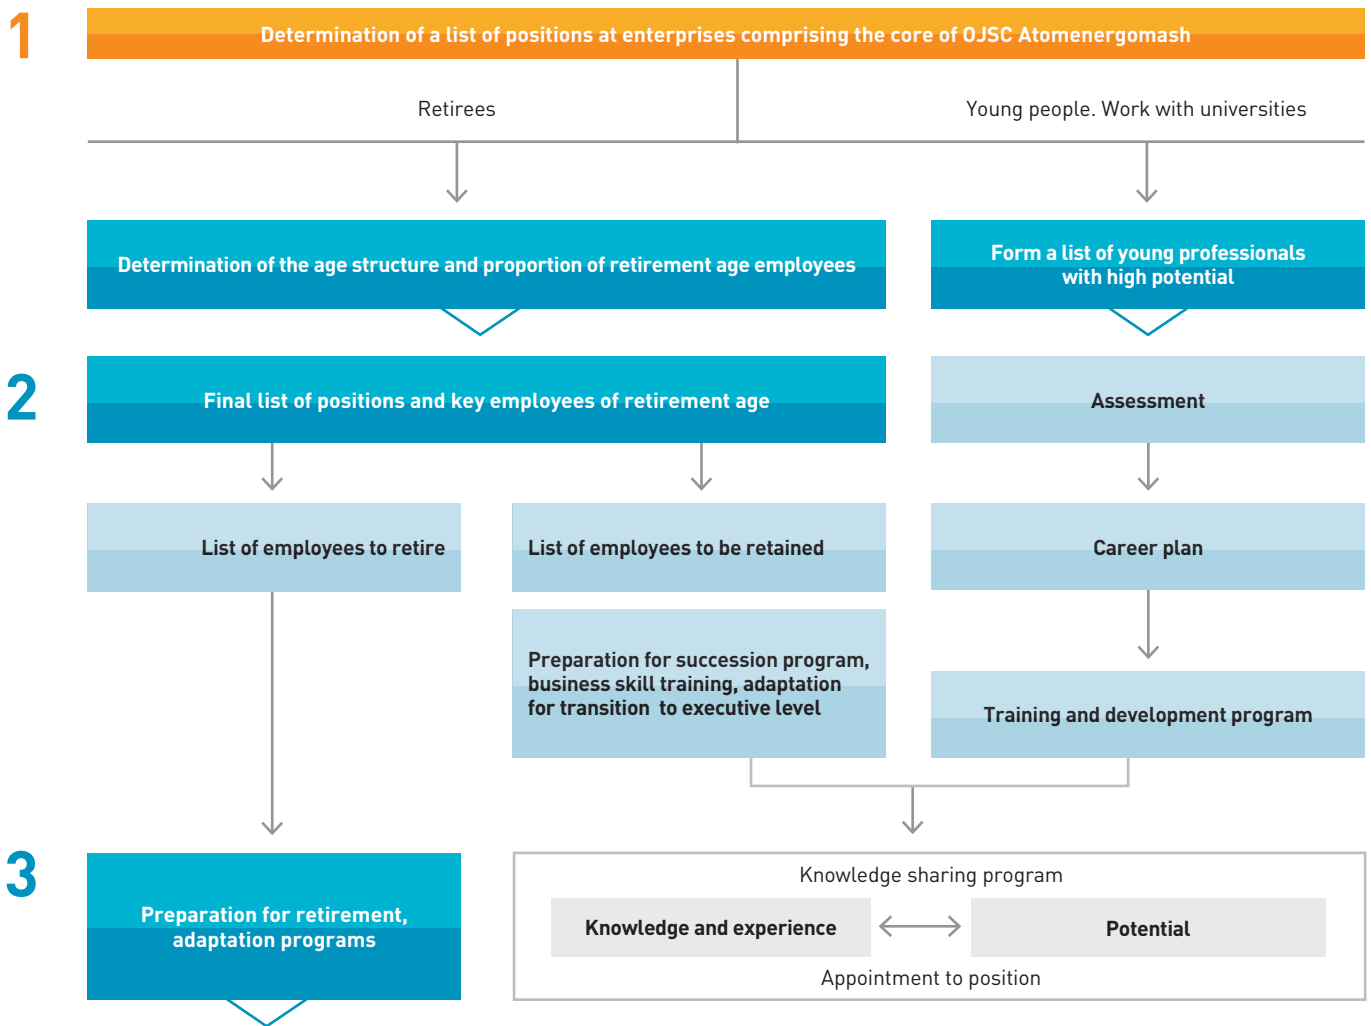 1
Determination of a list of positions at enterprises comprising the core of OJSC Atomenergomash
Retirees
Young people. Work with universities
Determination of the age structure and proportion of retirement age employees
Form a list of young professionals
with high potential
2
Final list of positions and key employees of retirement age
Assessment
List of employees to retire
List of employees to be retained
Career plan
Preparation for succession program,
business skill training, adaptation
for transition to executive level
Training and development program
3
Preparation for retirement,
adaptation programs
Knowledge sharing program
Knowledge and experience
Potential
Appointment to position